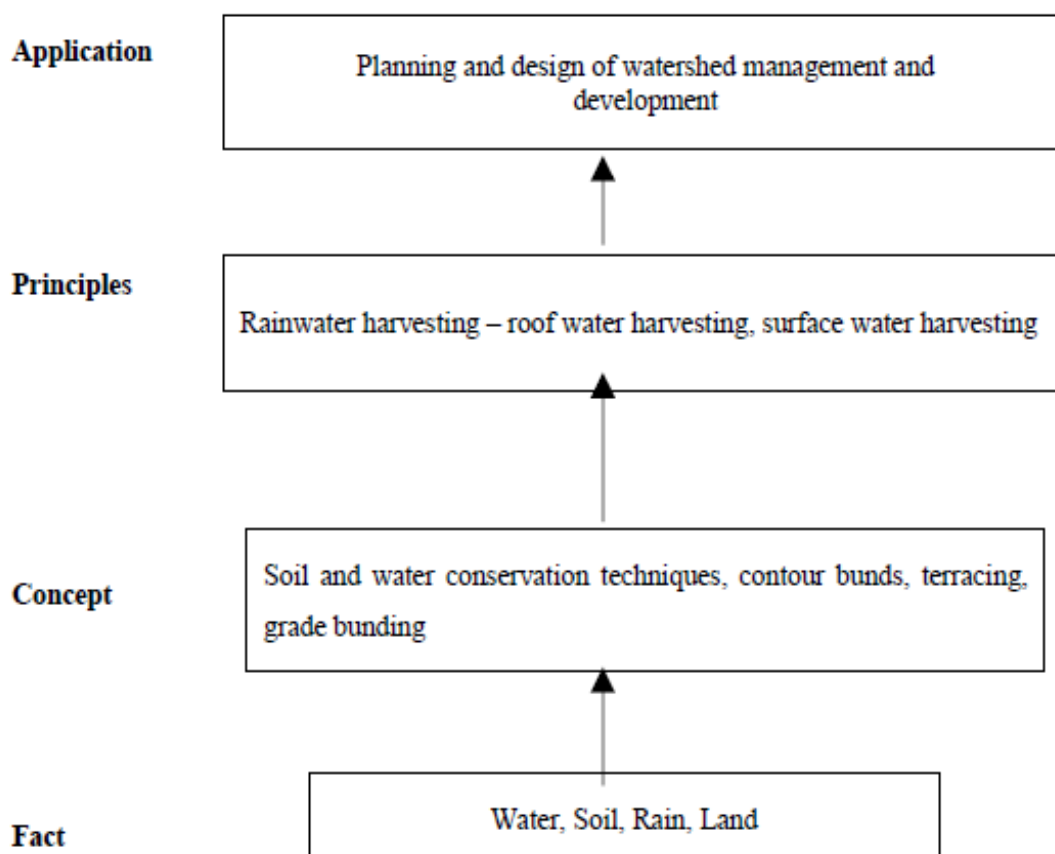 Application
Planning and design of watershed management and
development
Principles
Rainwater harvesting – roof water harvesting, surface water harvesting
Soil and water conservation techniques, contour bunds, terracing,
Concept
grade bunding
Water, Soil, Rain, Land
Fact